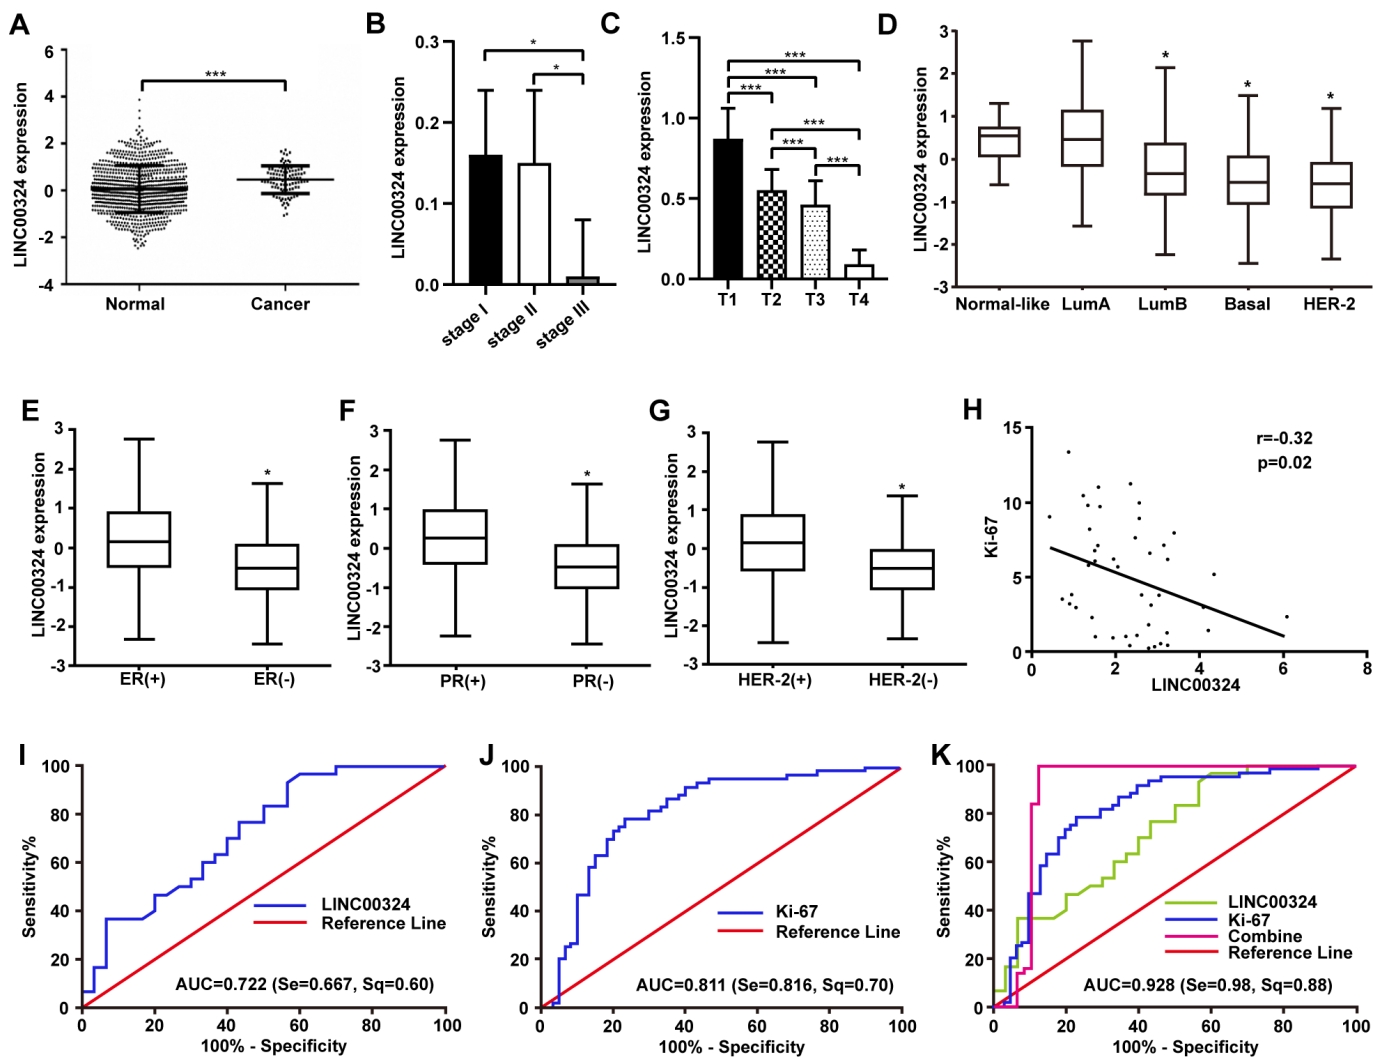 A
LINC00324 expression
6
4
2
0
-2
-4
***
Normal
Cancer
B
LINC00324 expression
0.3
0.2
0.1
0.0
*
*
stage I
stage II
stage III
C
LINC00324 expression
1.5
1.0
0.5
0.0
***
***
***
***
***
***
T1
T2
T3
T4
D
LINC00324 expression
3
2
1
0
-1
-2
-3
*
*
*
Normal-like
LumA
LumB
Basal
HER-2
E
LINC00324 expression
3
2
1
0
-1
-2
-3
*
ER(+)
ER(-)
F
LINC00324 expression
3
2
1
0
-1
-2
-3
*
PR(+)
PR(-)
G
LINC00324 expression
3
2
1
0
-1
-2
-3
*
HER-2(+)
HER-2(-)
H
Ki-67
15
10
5
0
r=-0.32
p=0.02
0
2
4
6
8
LINC00324
I
Sensitivity%
100
80
60
40
20
0
LINC00324
Reference Line
AUC=0.722 (Se=0.667, Sq=0.60)
0
20
40
60
80
100
100% - Specificity
J
Sensitivity%
100
80
60
40
20
0
Ki-67
Reference Line
AUC=0.811 (Se=0.816, Sq=0.70)
0
20
40
60
80
100
100% - Specificity
K
Sensitivity%
100
80
60
40
20
0
LINC00324
Ki-67
Combine
Reference Line
AUC=0.928 (Se=0.98, Sq=0.88)
0
20
40
60
80
100
100% - Specificity